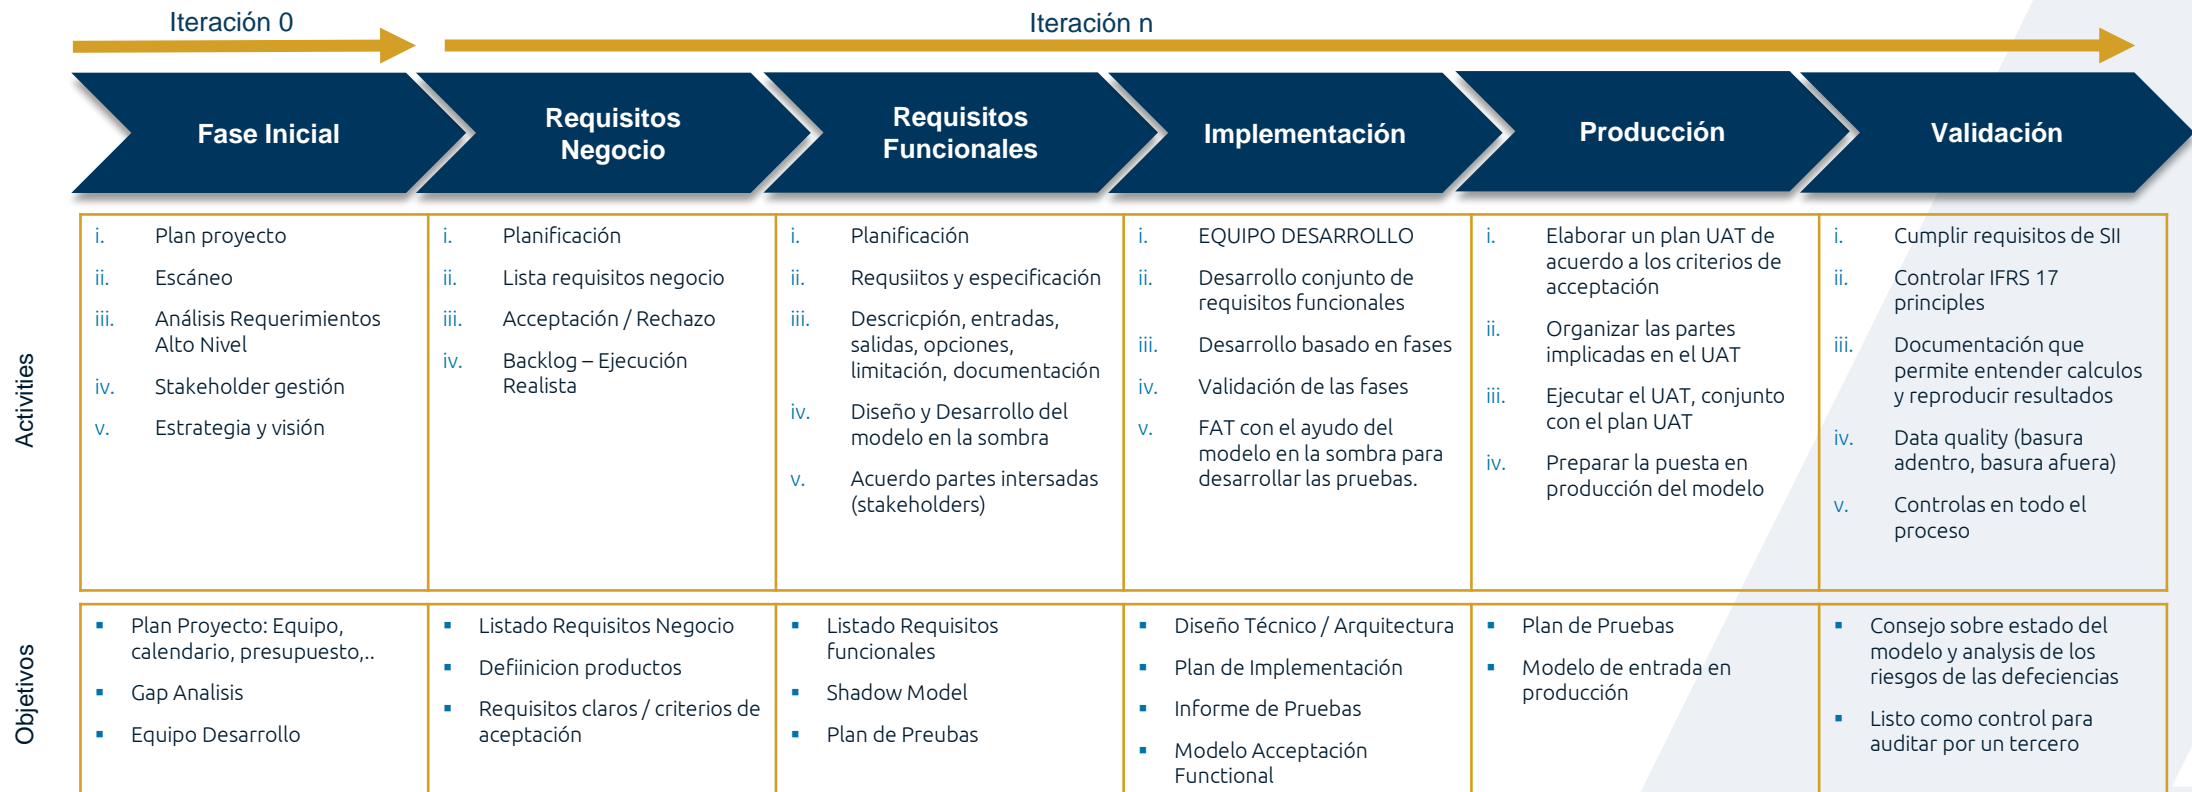 Iteración 0
Iteración n
Fase Inicial
Requisitos
Negocio
Requisitos
Funcionales
Implementación
Producción
Validación
Activities
i. Plan proyecto
ii. Escáneo
iii. Análisis Requerimientos
Alto Nivel
iv. Stakeholder gestión
v. Estrategia y visión
i. Planificación
ii. Lista requisitos negocio
iii. Acceptación / Rechazo
iv. Backlog – Ejecución
Realista
i. Planificación
ii. Requsiitos y especificación
iii. Descricpión, entradas,
salidas, opciones,
limitación, documentación
iv. Diseño y Desarrollo del
modelo en la sombra
v. Acuerdo partes intersadas
(stakeholders)
i. EQUIPO DESARROLLO
ii. Desarrollo conjunto de
requisitos funcionales
iii. Desarrollo basado en fases
iv. Validación de las fases
v. FAT con el ayudo del
modelo en la sombra para
desarrollar las pruebas.
i. Elaborar un plan UAT de
acuerdo a los criterios de
acceptación
ii. Organizar las partes
implicadas en el UAT
iii. Ejecutar el UAT, conjunto
con el plan UAT
iv. Preparar la puesta en
producción del modelo
i. Cumplir requisitos de SII
ii. Controlar IFRS 17
principles
iii. Documentación que
permite entender calculos
y reproducir resultados
iv. Data quality (basura
adentro, basura afuera)
v. Controlas en todo el
proceso
Objetivos
▪ Plan Proyecto: Equipo,
calendario, presupuesto,..
▪ Gap Analisis
▪ Equipo Desarrollo
▪ Listado Requisitos Negocio
▪ Defiinicion productos
▪ Requisitos claros / criterios de
aceptación
▪ Listado Requisitos
funcionales
▪ Shadow Model
▪ Plan de Preubas
▪ Diseño Técnico / Arquitectura
▪ Plan de Implementación
▪ Informe de Pruebas
▪ Modelo Acceptación
Functional
▪ Plan de Pruebas
▪ Modelo de entrada en
producción
▪ Consejo sobre estado del
modelo y analysis de los
riesgos de las defeciencias
▪ Listo como control para
auditar por un tercero